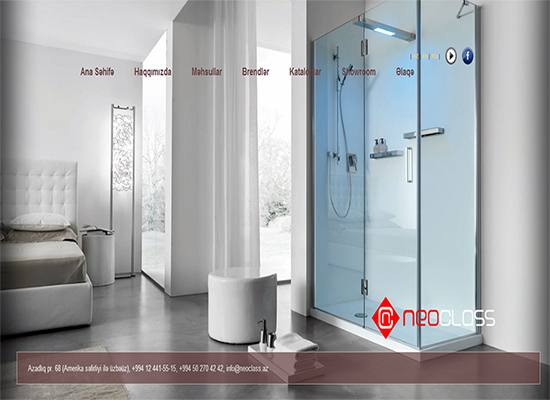 Ana Səhifə Haqqımızda Məhsullar Brendlər Kataloqlar Showroom Əlaqə
neoclass
Azadlıq pr. 68 (Amerika səfirliyi ilə üzbəüz), +994 12 441-55-15, +994 50 270 42 42, info@neoclass.az